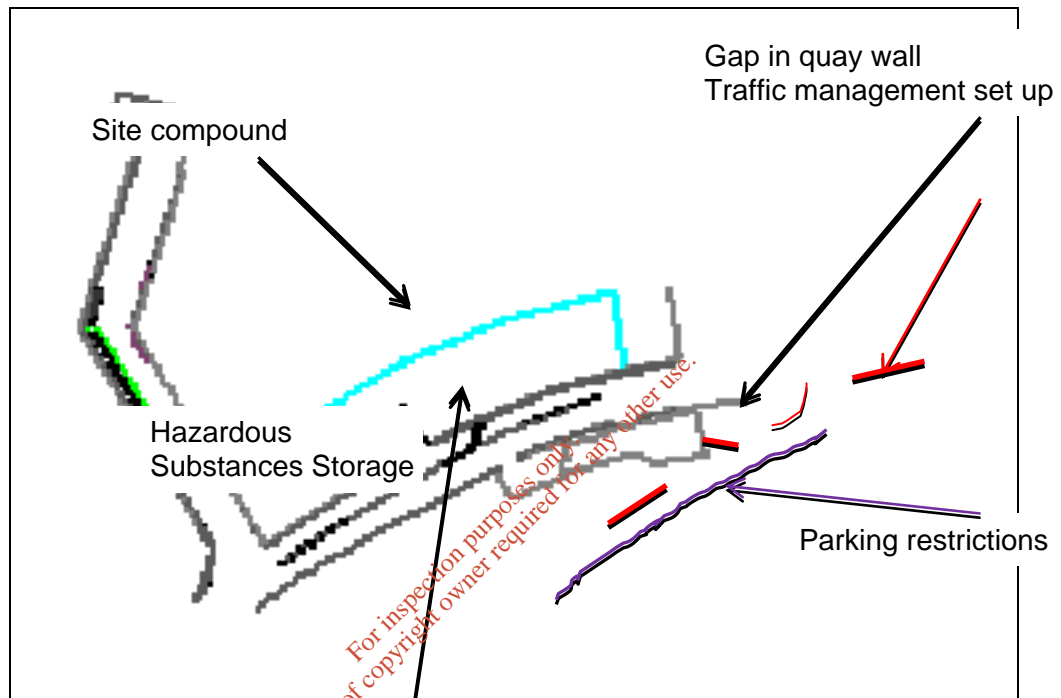 Gap in quay wall
Traffic management set up
Site compound
Hazardous
Substances Storage
Parking restrictions
For inspection purposes only.
of copyright owner required for any other use.